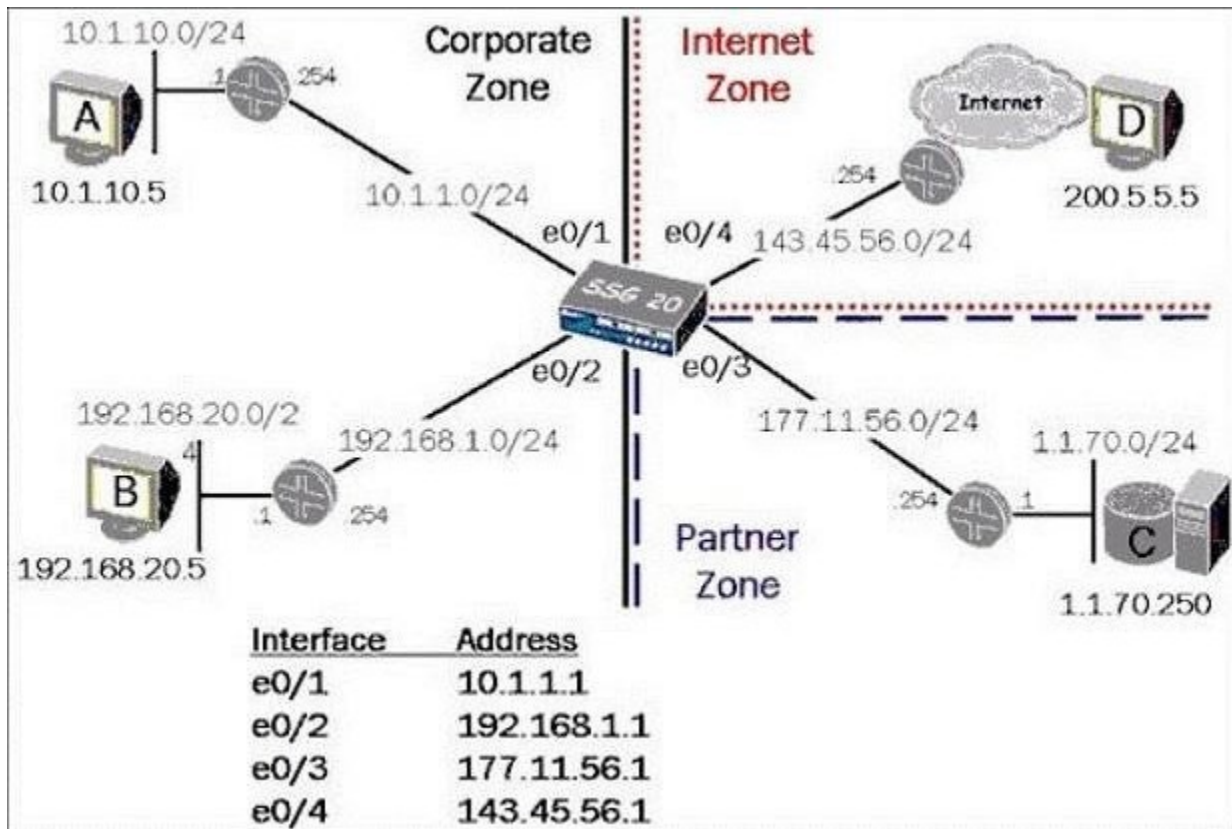 10.1.10.0/24
.1
.254
A
10.1.10.5
10.1.1.0/24
Corporate
Zone
e0/1
Internet
Zone
Internet
D
.254
200.5.5.5
e0/4
143.45.56.0/24
SSG 20
e0/2
e0/3
192.168.20.0/2
4
192.168.1.0/24
B
.1
.254
192.168.20.5
177.11.56.0/24
1.1.70.0/24
.254
.1
C
1.1.70.250
Partner
Zone
Interface Address
e0/1 10.1.1.1
e0/2 192.168.1.1
e0/3 177.11.56.1
e0/4 143.45.56.1